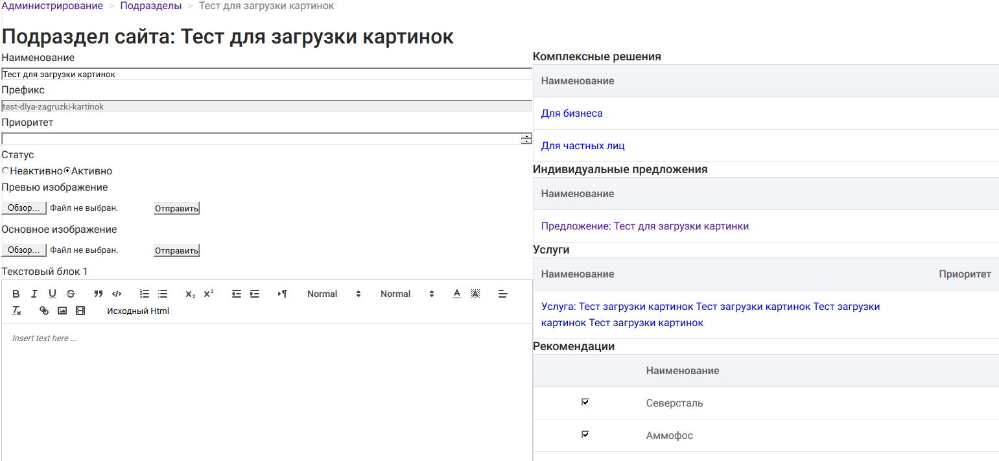 Администрирование > Подразделы > Тест для загрузки картинок
Подраздел сайта: Тест для загрузки картинок
Наименование
Тест для загрузки картинок
Префикс
test-dlya-zagruzki-kartinok
Приоритет
Статус
Неактивно Активно
Превью изображение
Обзор... Файл не выбран. Отправить
Основное изображение
Обзор... Файл не выбран. Отправить
Текстовый блок 1
Normal Normal
Исходный Html
Insert text here ...
Комплексные решения
Наименование
Для бизнеса
Для частных лиц
Индивидуальные предложения
Наименование
Предложение: Тест для загрузки картинки
Услуги
Наименование Приоритет
Услуга: Тест загрузки картинок Тест загрузки картинок Тест загрузки
картинок Тест загрузки картинок
Рекомендации
Наименование
Северсталь
Аммофос